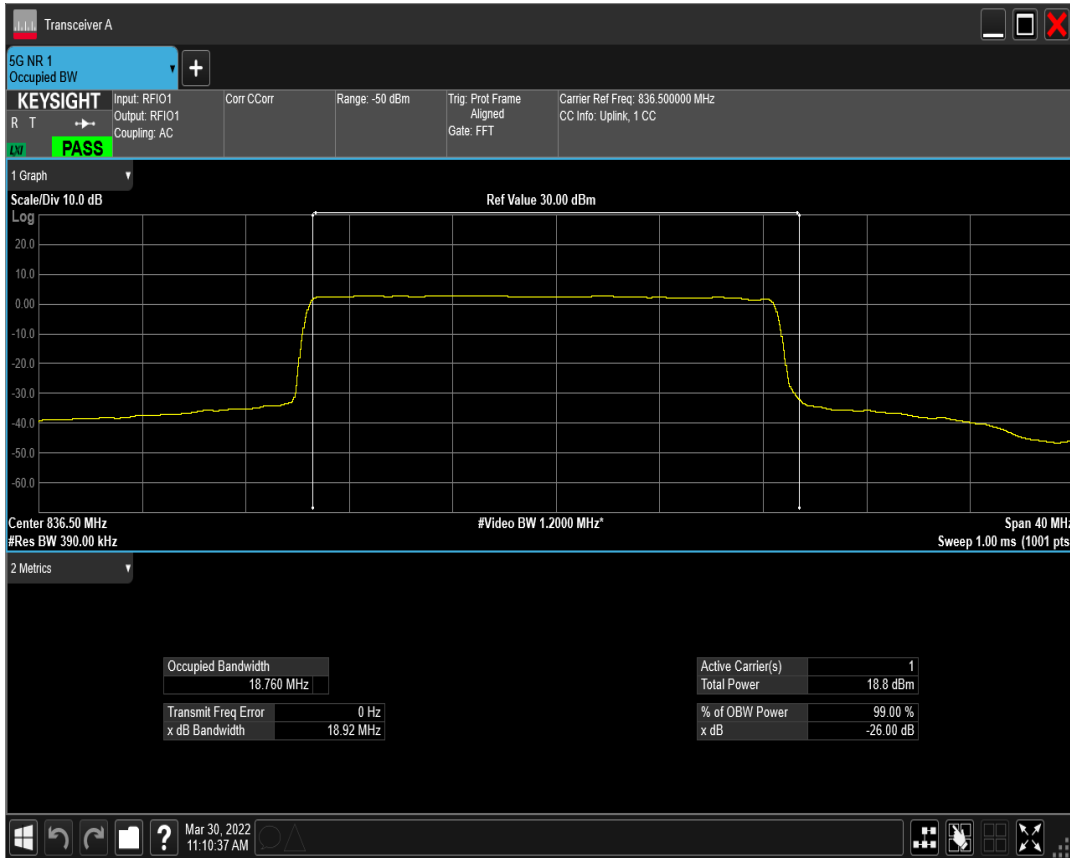 Transceiver A
5G NR 1
Occupied BW
KEYSIGHT
R T
LXI
PASS
Input: RFIO1
Output: RFIO1
Coupling: AC
Corr CCorr
Range: -50 dBm
Trig: Prot Frame
Aligned
Gate: FFT
Carrier Ref Freq: 836.500000 MHz
CC Info: Uplink, 1 CC
1 Graph
Scale/Div 10.0 dB
Ref Value 30.00 dBm
Log
20.0
10.0
0.00
-10.0
-20.0
-30.0
-40.0
-50.0
-60.0
Center 836.50 MHz
#Video BW 1.2000 MHz*
Span 40 MHz
#Res BW 390.00 kHz
Sweep 1.00 ms (1001 pts
2 Metrics
Occupied Bandwidth
18.760 MHz
Transmit Freq Error 0 Hz
x dB Bandwidth 18.92 MHz
Active Carrier(s) 1
Total Power 18.8 dBm
% of OBW Power 99.00 %
x dB -26.00 dB
?
Mar 30, 2022
11:10:37 AM